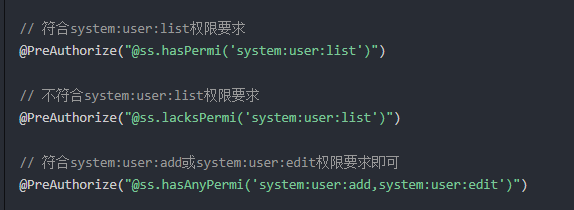 // 符合system:user:list权限要求
@PreAuthorize("@ss.hasPermi('system:user:list')")
// 不符合system:user:list权限要求
@PreAuthorize("@ss.lacksPermi('system:user:list')")
// 符合system:user:add或system:user:edit权限要求即可
@PreAuthorize("@ss.hasAnyPermi('system:user:add,system:user:edit')")